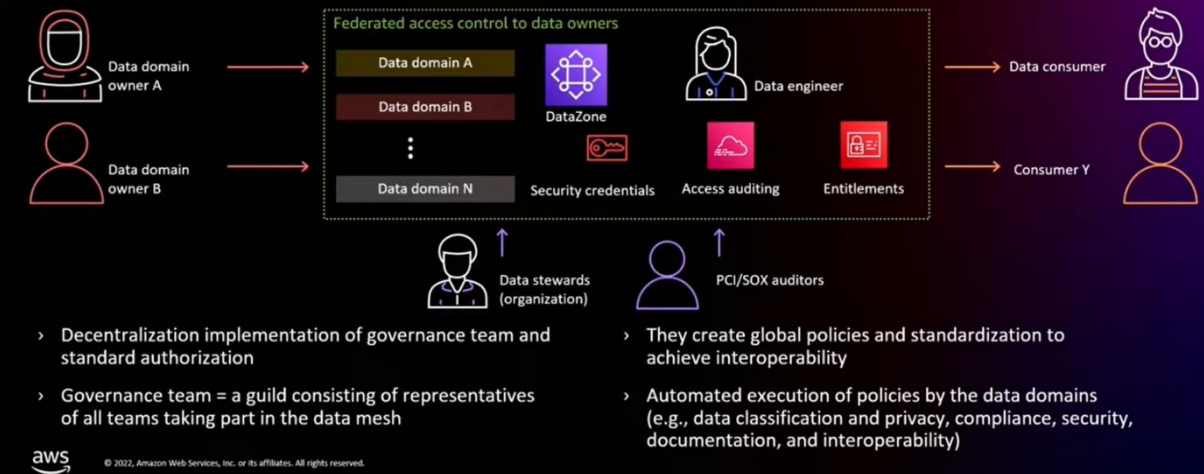 Federated access control to data owners
Data domain
owner A
Data domain A
Data domain B
Data domain N
DataZone
Data engineer
Data consumer
Data domain
owner B
Security credentials
Access auditing
Entitlements
Consumer Y
Data stewards
(organization)
PCI/SOX auditors
› Decentralization implementation of governance team and
standard authorization
› Governance team = a guild consisting of representatives
of all teams taking part in the data mesh
› They create global policies and standardization to
achieve interoperability
› Automated execution of policies by the data domains
(e.g., data classification and privacy, compliance, security,
documentation, and interoperability)
aws
© 2022, Amazon Web Services, Inc. or its affiliates. All rights reserved.